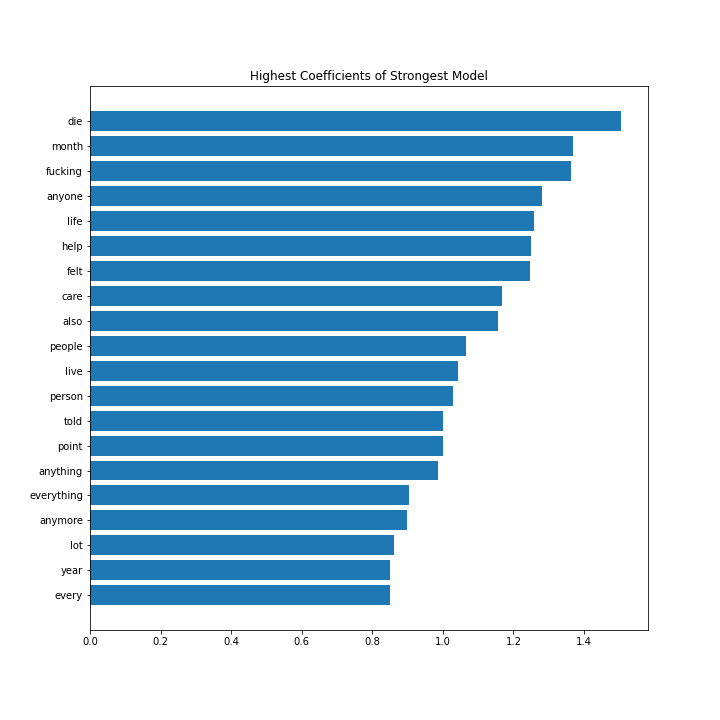 Highest Coefficients of Strongest Model
die
month
fucking
anyone
life
help
felt
care
also
people
live
person
told
point
anything
everything
anymore
lot
year
every
0.0 0.2 0.4 0.6 0.8 1.0 1.2 1.4